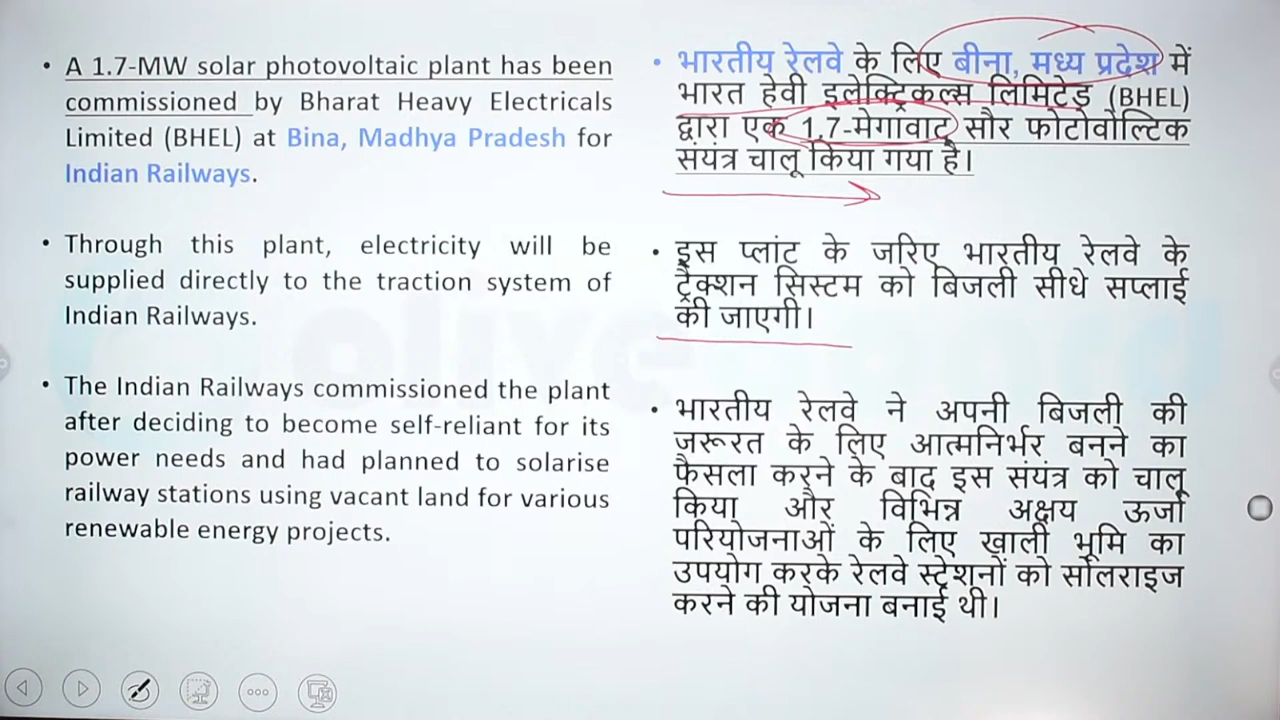 • A 1.7-MW solar photovoltaic plant has been
commissioned by Bharat Heavy Electricals
Limited (BHEL) at Bina, Madhya Pradesh for
Indian Railways.
• Through this plant, electricity will be
supplied directly to the traction system of
Indian Railways.
• The Indian Railways commissioned the plant
after deciding to become self-reliant for its
power needs and had planned to solarise
railway stations using vacant land for various
renewable energy projects.
• भारतीय रेलवे के लिए बीना, मध्य प्रदेश में
भारत हेवी इलेक्ट्रिकल्स लिमिटेड (BHEL)
द्वारा एक 1.7-मेगावाट सौर फोटोवोल्टिक
संयंत्र चालू किया गया है।
• इस प्लांट के जरिए भारतीय रेलवे के
ट्रैक्शन सिस्टम को बिजली सीधे सप्लाई
की जाएगी।
• भारतीय रेलवे ने अपनी बिजली की
जरूरत के लिए आत्मनिर्भर बनने का
फैसला करने के बाद इस संयंत्र को चालू
किया और विभिन्न अक्षय ऊर्जा
परियोजनाओं के लिए खाली भूमि का
उपयोग करके रेलवे स्टेशनों को सोलराइज
करने की योजना बनाई थी।